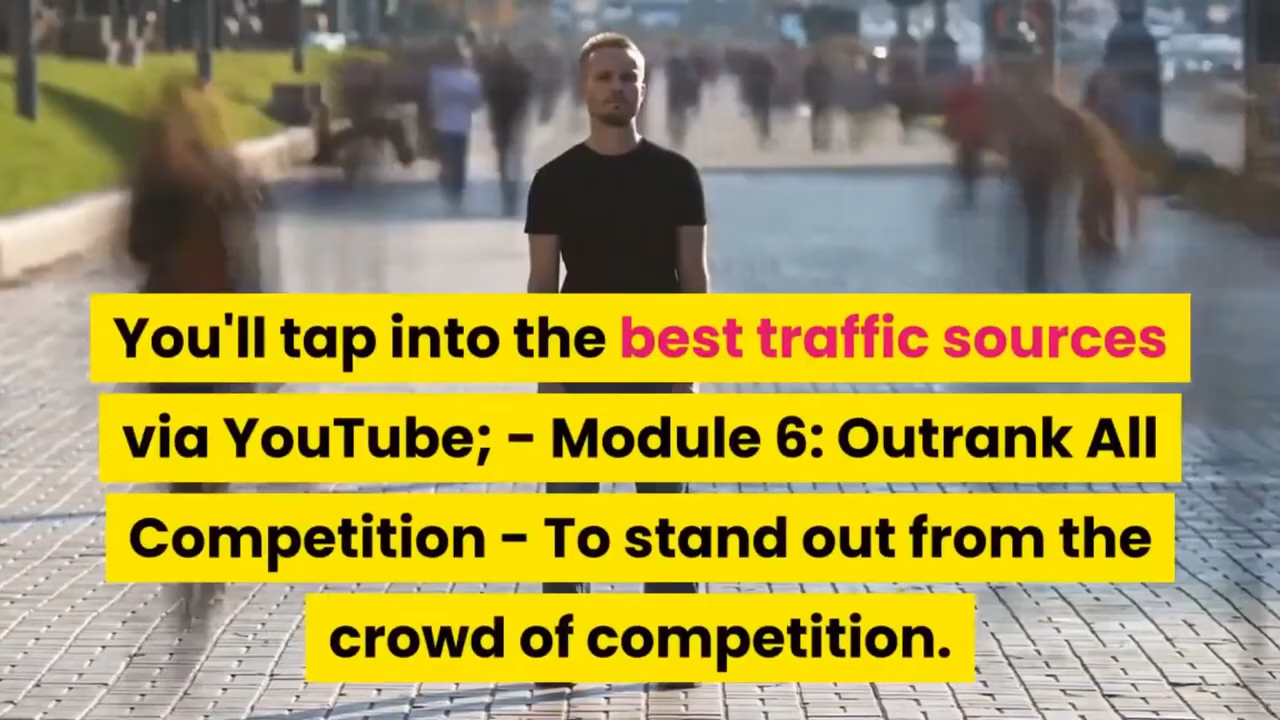 You'll tap into the best traffic sources
via YouTube; - Module 6: Outrank All
Competition - To stand out from the
crowd of competition.